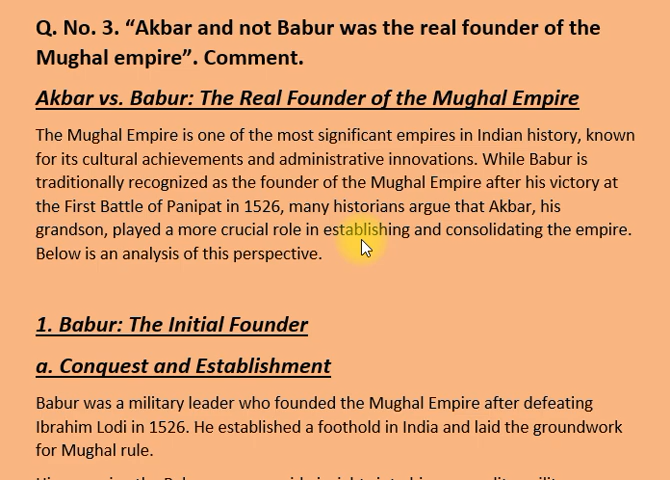 Q. No. 3. “Akbar and not Babur was the real founder of the
Mughal empire”. Comment.
Akbar vs. Babur: The Real Founder of the Mughal Empire
The Mughal Empire is one of the most significant empires in Indian history, known
for its cultural achievements and administrative innovations. While Babur is
traditionally recognized as the founder of the Mughal Empire after his victory at
the First Battle of Panipat in 1526, many historians argue that Akbar, his
grandson, played a more crucial role in establishing and consolidating the empire.
Below is an analysis of this perspective.
1. Babur: The Initial Founder
a. Conquest and Establishment
Babur was a military leader who founded the Mughal Empire after defeating
Ibrahim Lodi in 1526. He established a foothold in India and laid the groundwork
for Mughal rule.